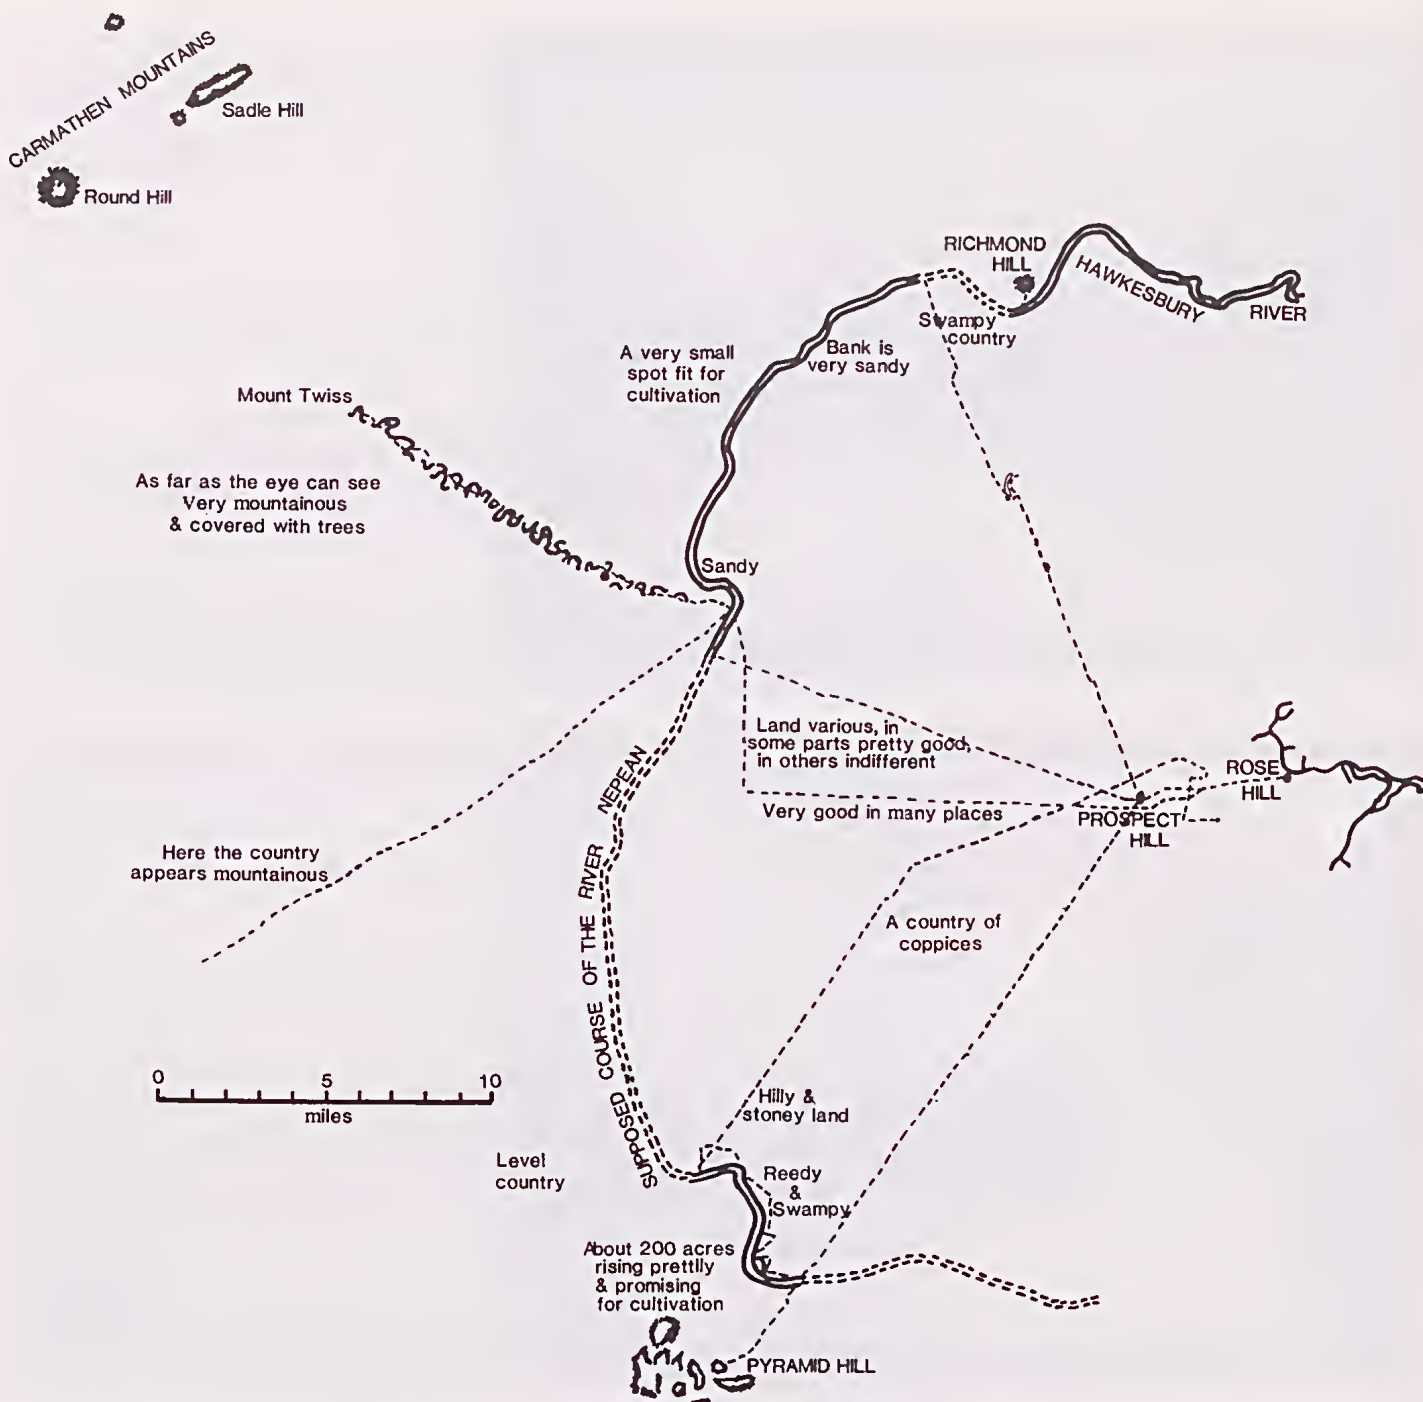 CARMATHEN MOUNTAINS
Sadle Hill
Round Hill
RICHMOND
HILL
HAWKESBURY
RIVER
Swampy
country
A very small
spot fit for
cultivation
Bank is
very sandy
Mount Twiss
As far as the eye can see
Very mountainous
& covered with trees
Sandy
Land various, in
some parts pretty good,
in others indifferent
ROSE
HILL
Very good in many places
PROSPECT
HILL
SUPPOSED COURSE OF THE RIVER NEPEAN
Here the country
appears mountainous
A country of
coppices
0 5 10
miles
Hilly &
stoney land
Level
country
Reedy
&
Swampy
About 200 acres
rising prettily
& promising
for cultivation
PYRAMID HILL